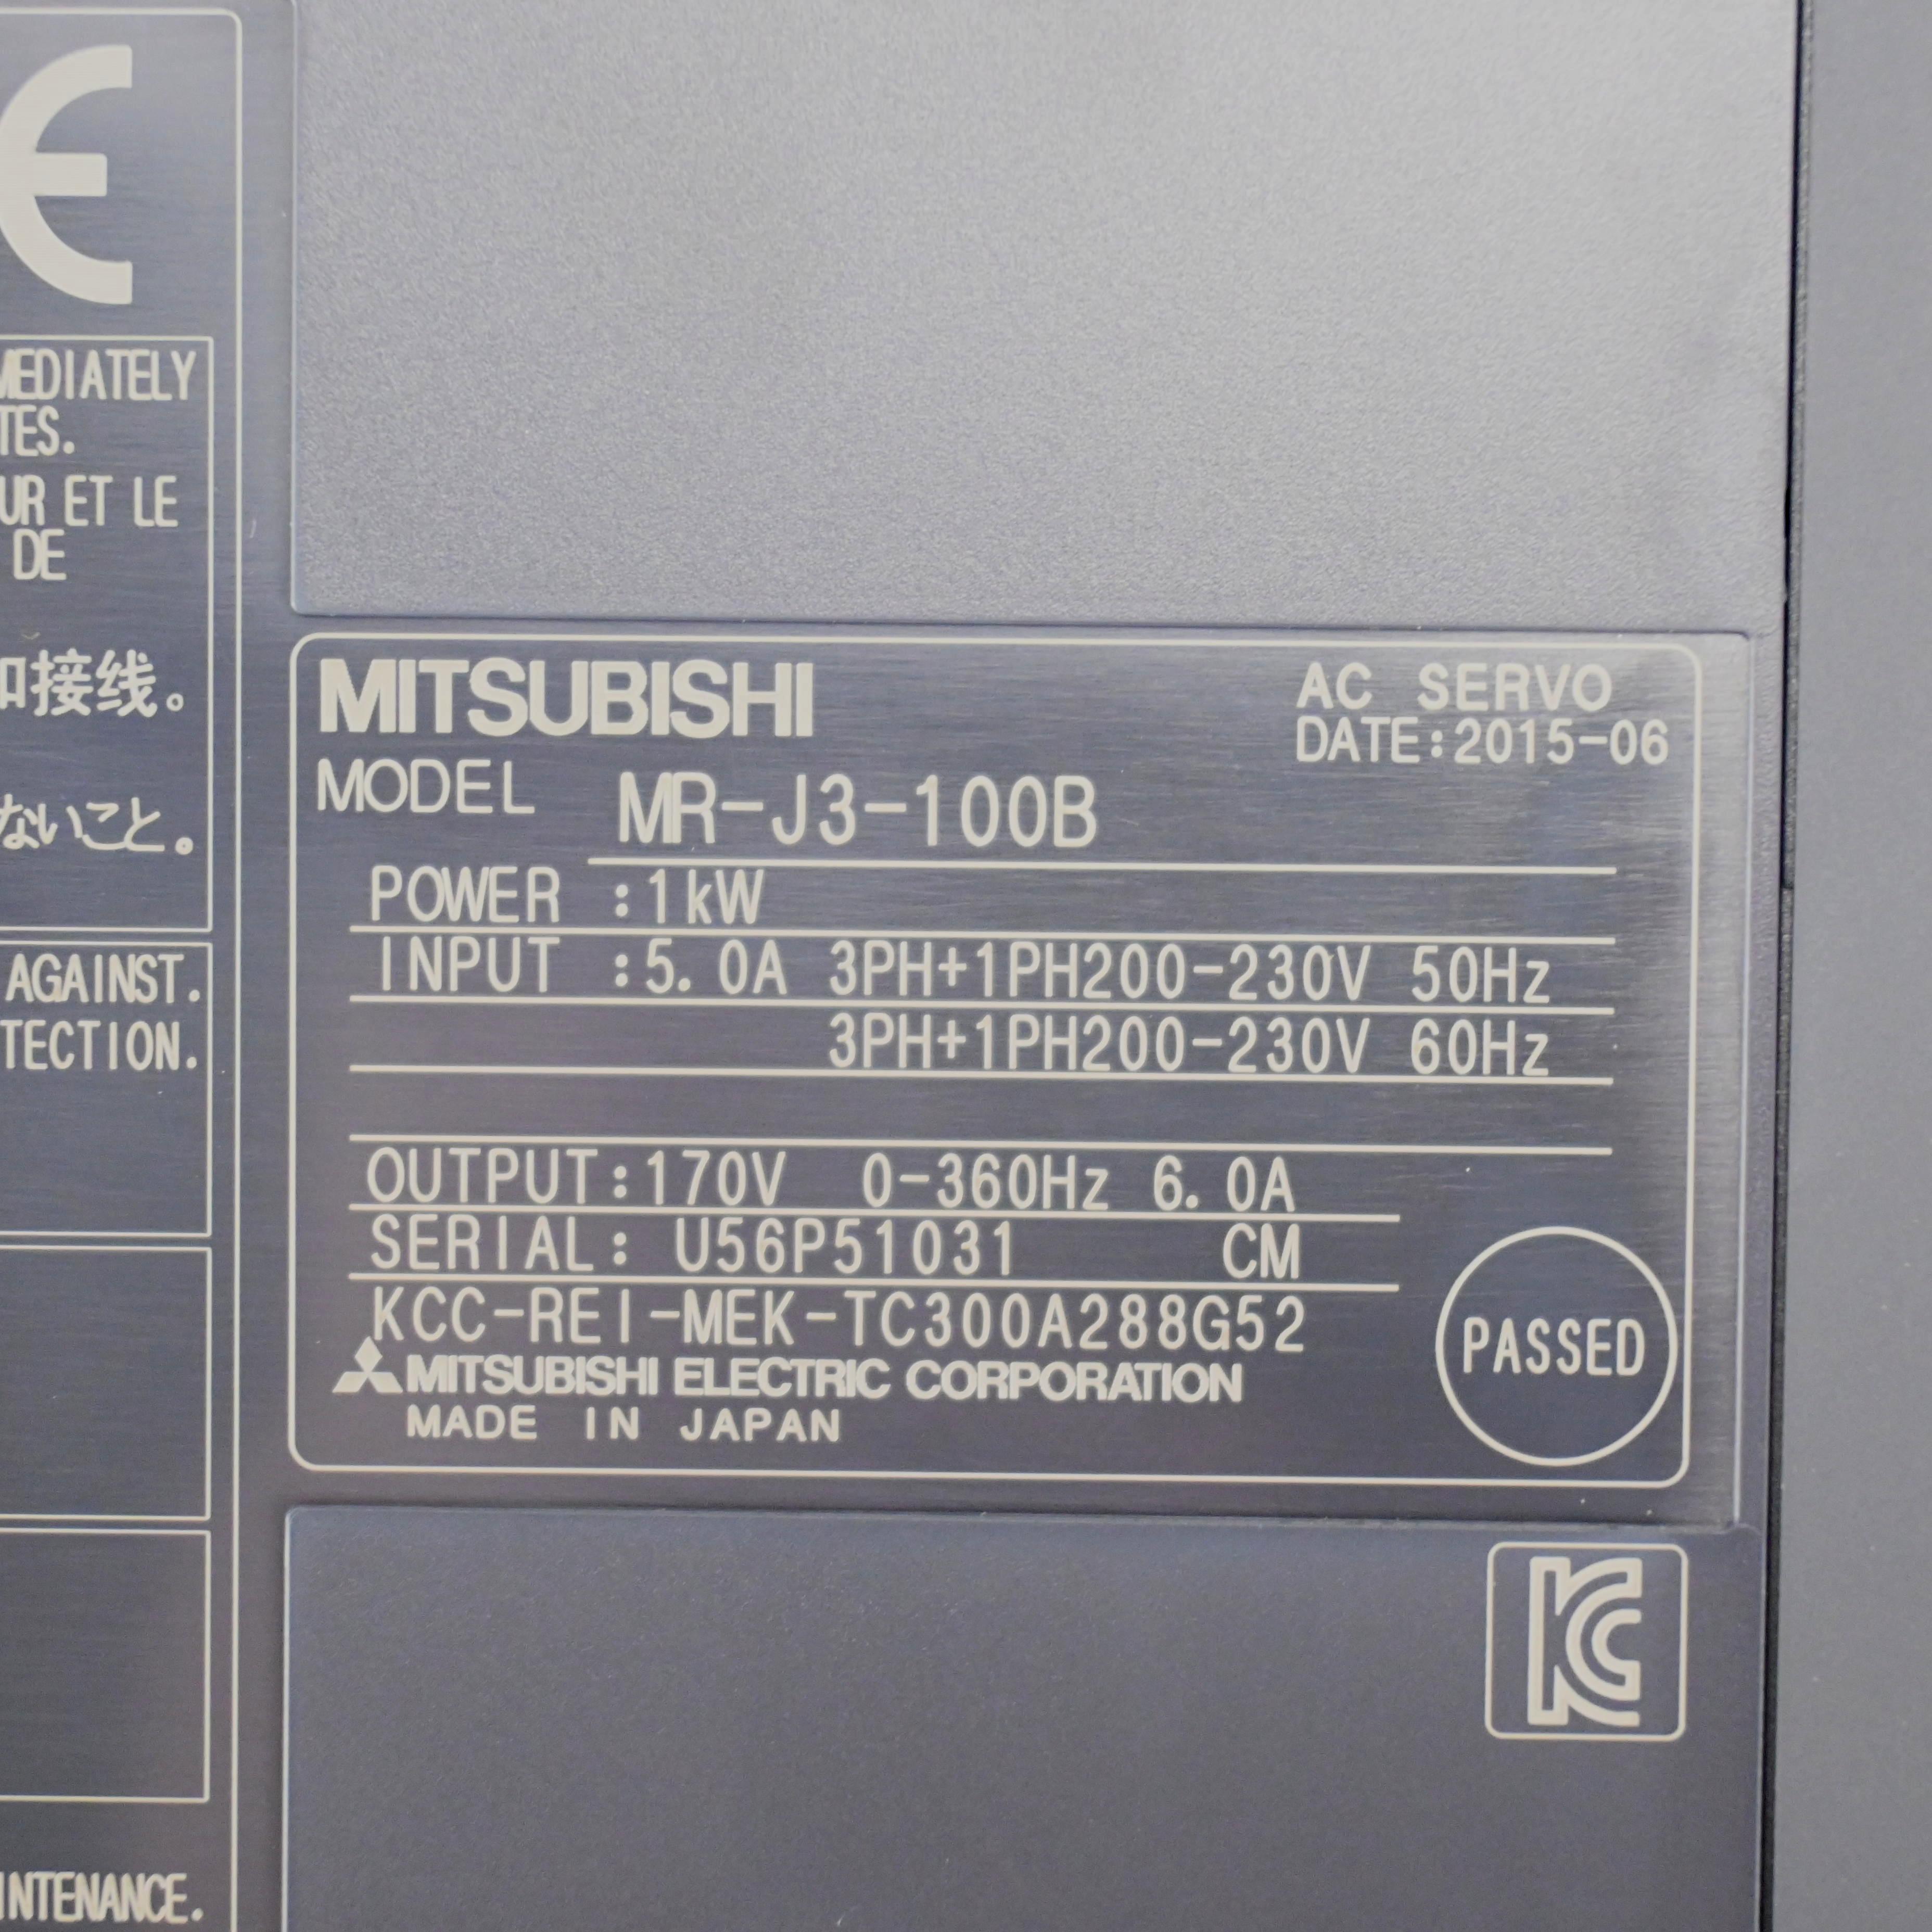 CE
MEDIATELY
TES.
UR ET LE
DE
和接线。
ないこと。
AGAINST.
TECTION.
INTENANCE.
MITSUBISHI
AC SERVO
DATE:2015-06
MODEL MR-J3-100B
POWER :1kW
INPUT :5.0A 3PH+1PH200-230V 50Hz
3PH+1PH200-230V 60Hz
OUTPUT:170V 0-360Hz 6.0A
SERIAL: U56P51031 CM
KCC-REI-MEK-TC300A288G52
MITSUBISHI ELECTRIC CORPORATION
MADE IN JAPAN
PASSED
KC